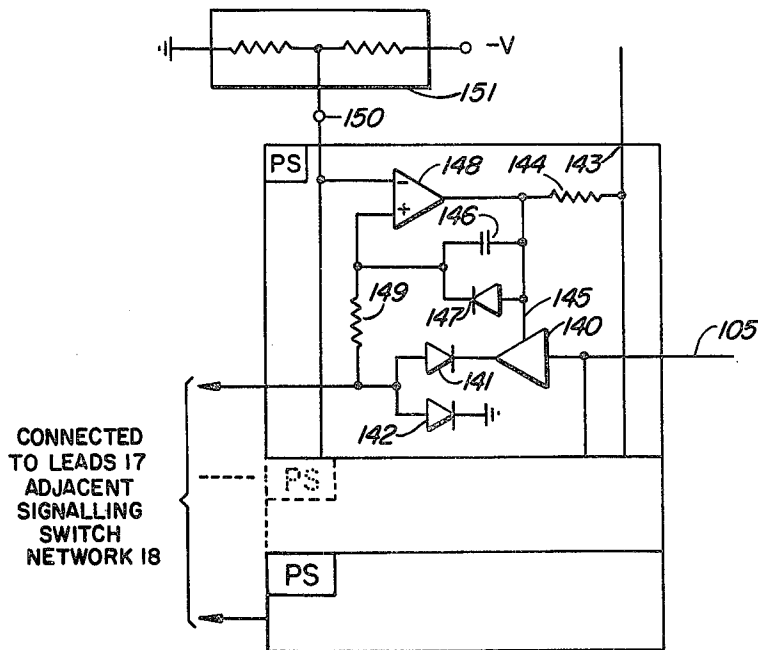 -V
151
150
PS
148
144
143
-
+
146
149
147
145
140
105
141
142
CONNECTED
TO LEADS 17
ADJACENT
SIGNALLING
SWITCH
NETWORK 18
PS
PS